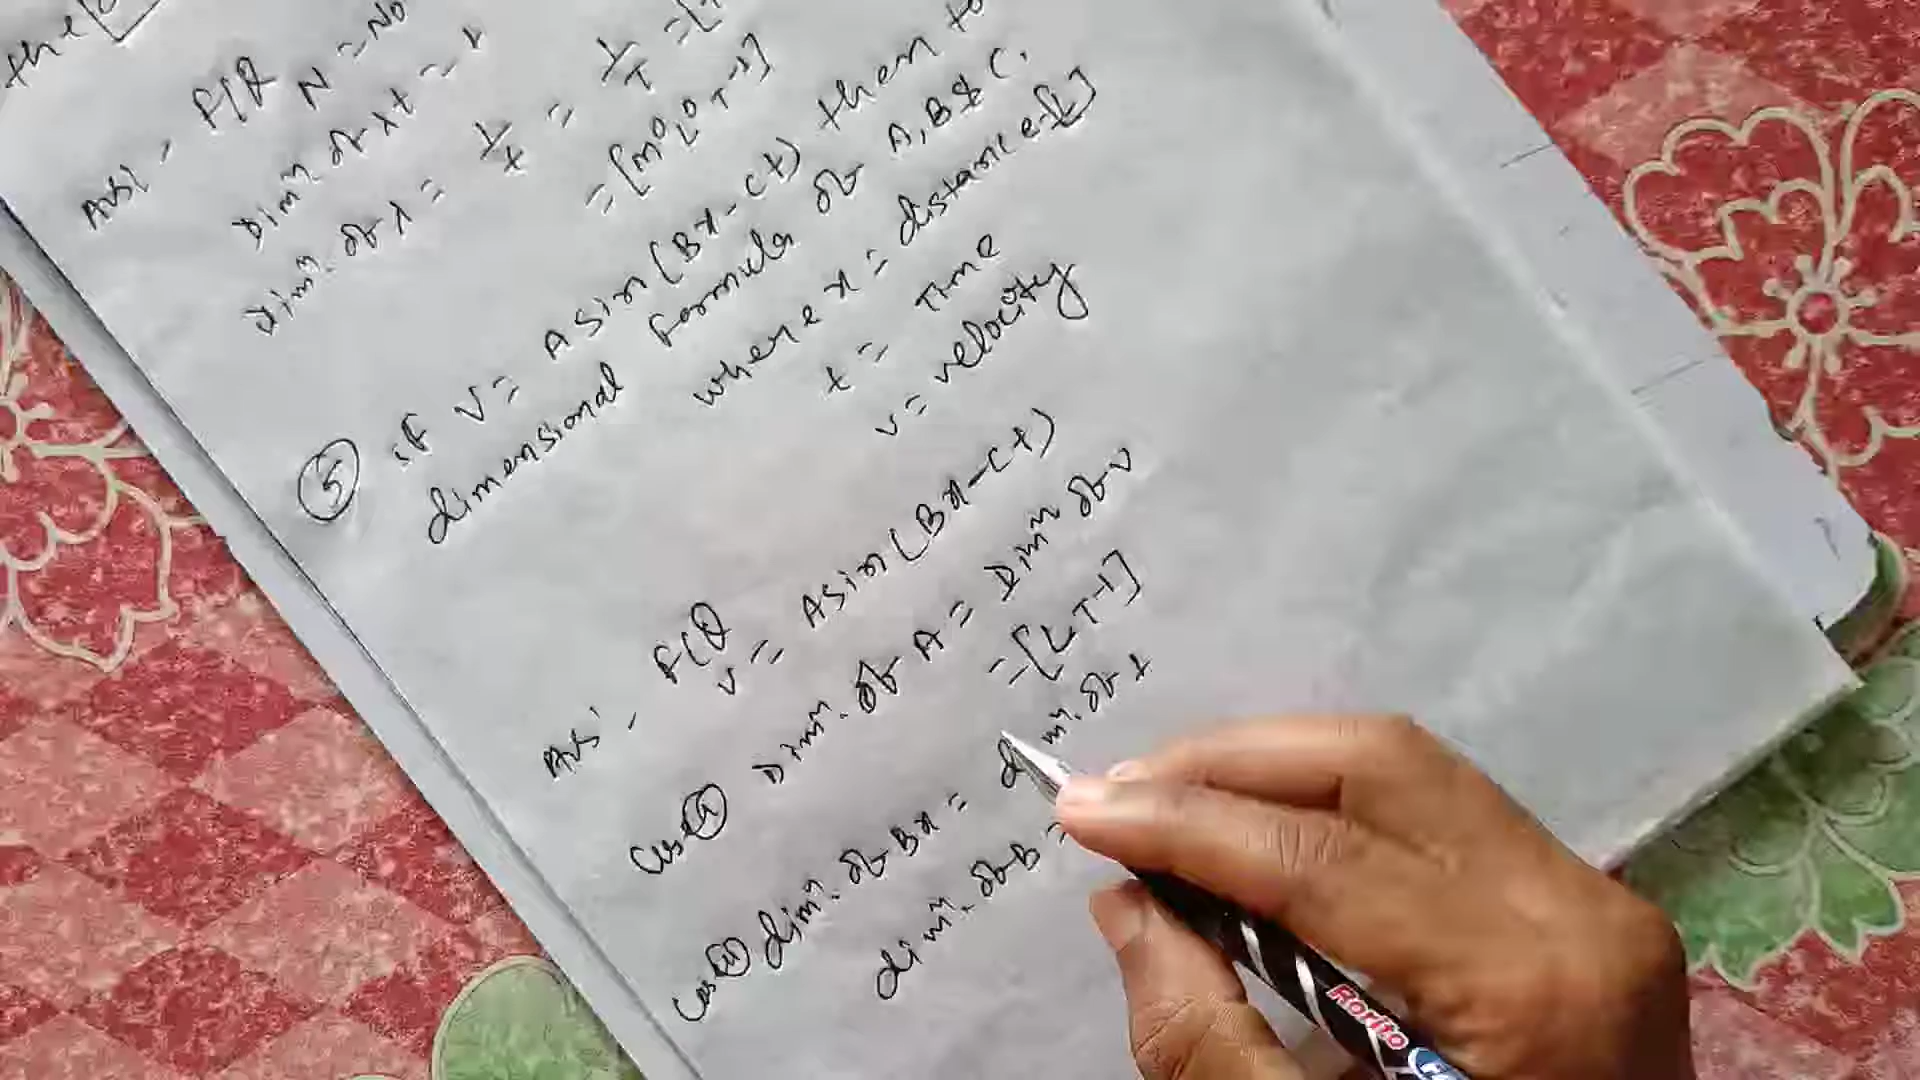 the
Ans! - F(Q
N = No
Dim^n. of λt = 1
Dim^n. of λ = 1/t = 1/T = [
= [M⁰L⁰T⁻¹]
⑤ if V = A sin (Bx - Ct) then
dimensional formula of A, B & C.
where x = distance
t = Time
v = velocity
Ans! - F(Q
v = A sin (Bx - Ct)
Case (i) Dim^n. of A = Dim^n of v
= [LT⁻¹]
Case (ii) dim^n. of Bx = dim^n. of t
dim^n. of B =
Rorito